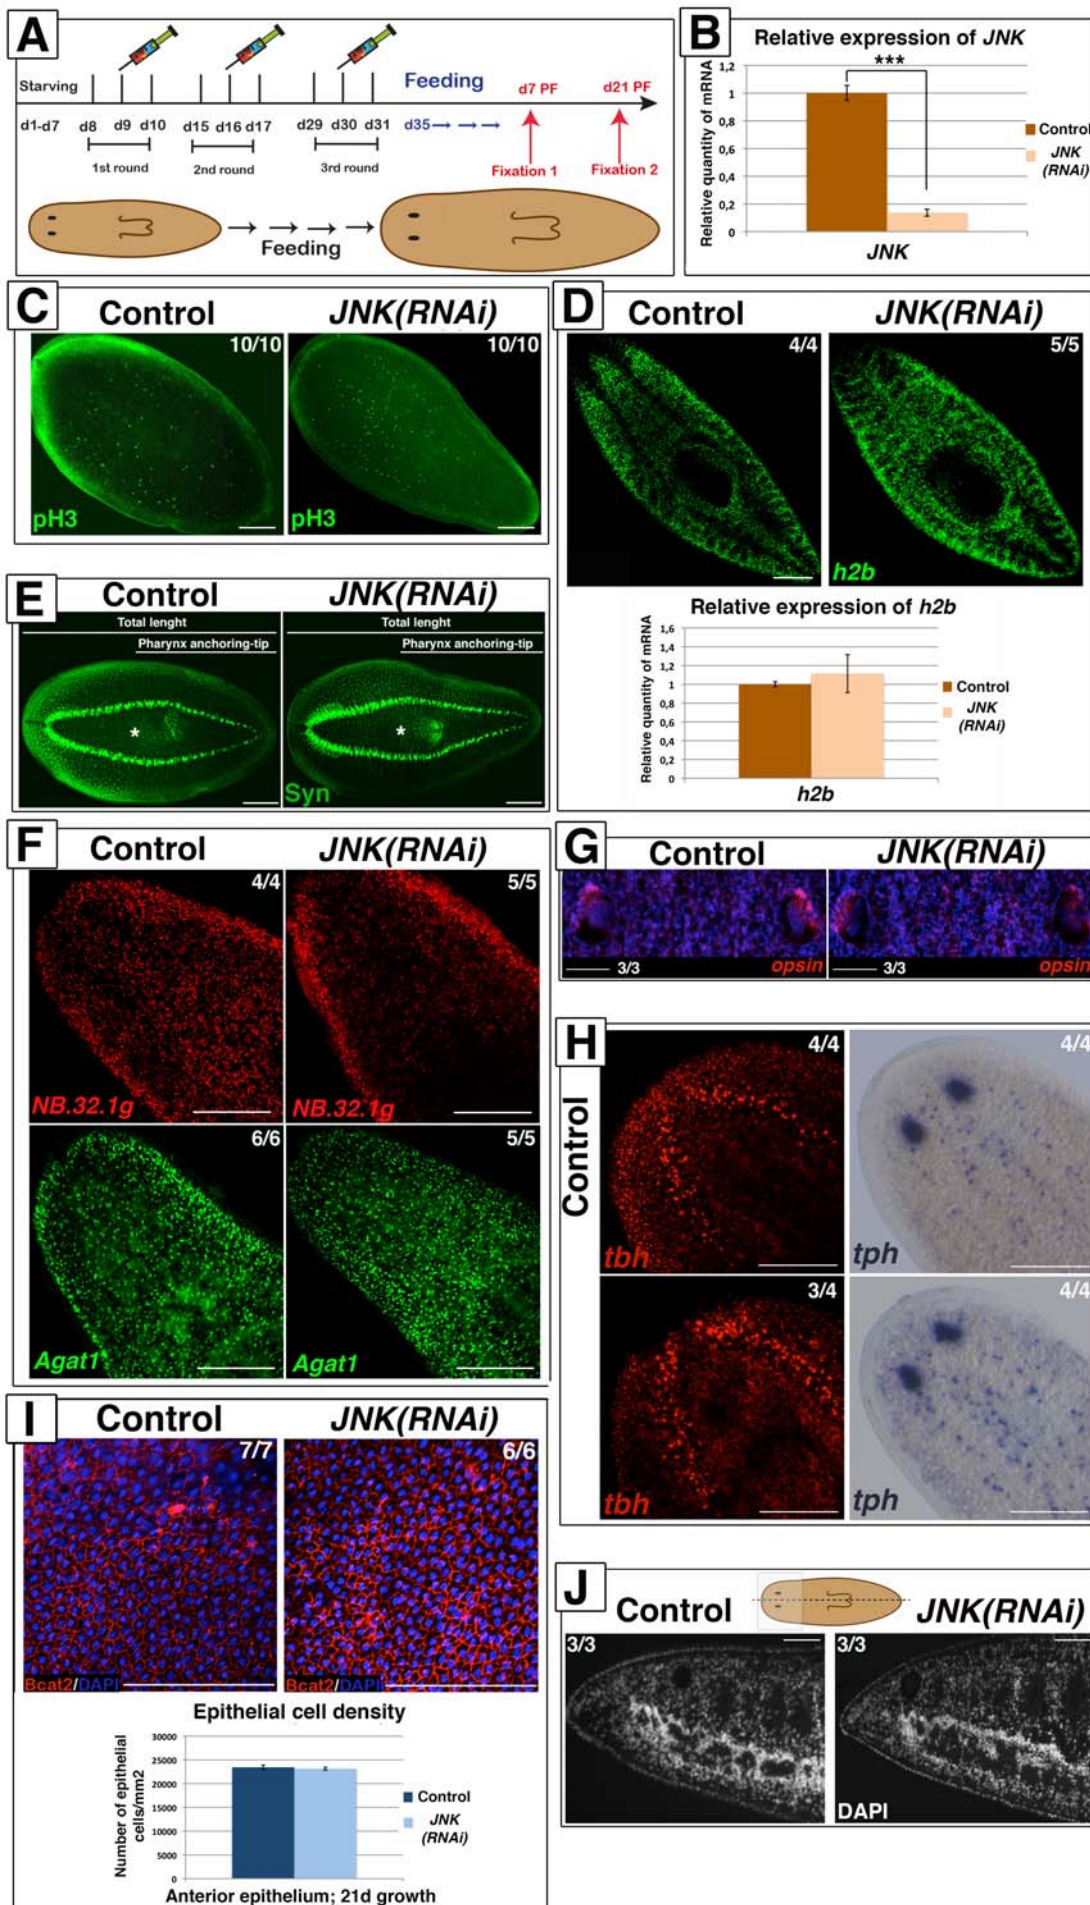 A
Starving
Feeding
d7 PF
d21 PF
d1-d7
d8
d9
d10
d15
d16
d17
d29
d30
d31
d35
1st round
2nd round
3rd round
Fixation 1
Fixation 2
Feeding
B
Relative expression of JNK
Relative quantity of mRNA
1,2
1
0,8
0,6
0,4
0,2
0
***
Control
JNK
(RNAi)
JNK
C
Control
JNK(RNAi)
10/10
10/10
pH3
pH3
D
Control
JNK(RNAi)
4/4
5/5
h2b
Relative expression of h2b
Relative quantity of mRNA
1,6
1,4
1,2
1
0,8
0,6
0,4
0,2
0
Control
JNK
(RNAi)
h2b
E
Control
JNK(RNAi)
Total lenght
Total lenght
Pharynx anchoring-tip
Pharynx anchoring-tip
*
*
Syn
F
Control
JNK(RNAi)
4/4
5/5
NB.32.1g
NB.32.1g
6/6
5/5
Agat1
Agat1
G
Control
JNK(RNAi)
3/3
opsin
3/3
opsin
H
Control
4/4
4/4
tbh
tph
3/4
4/4
tbh
tph
I
Control
JNK(RNAi)
7/7
6/6
Bcat2/DAPI
Bcat2/DAPI
Epithelial cell density
Number of epithelial
cells/mm2
30000
25000
20000
15000
10000
5000
0
Control
JNK
(RNAi)
Anterior epithelium; 21d growth
J
Control
JNK(RNAi)
3/3
3/3
DAPI